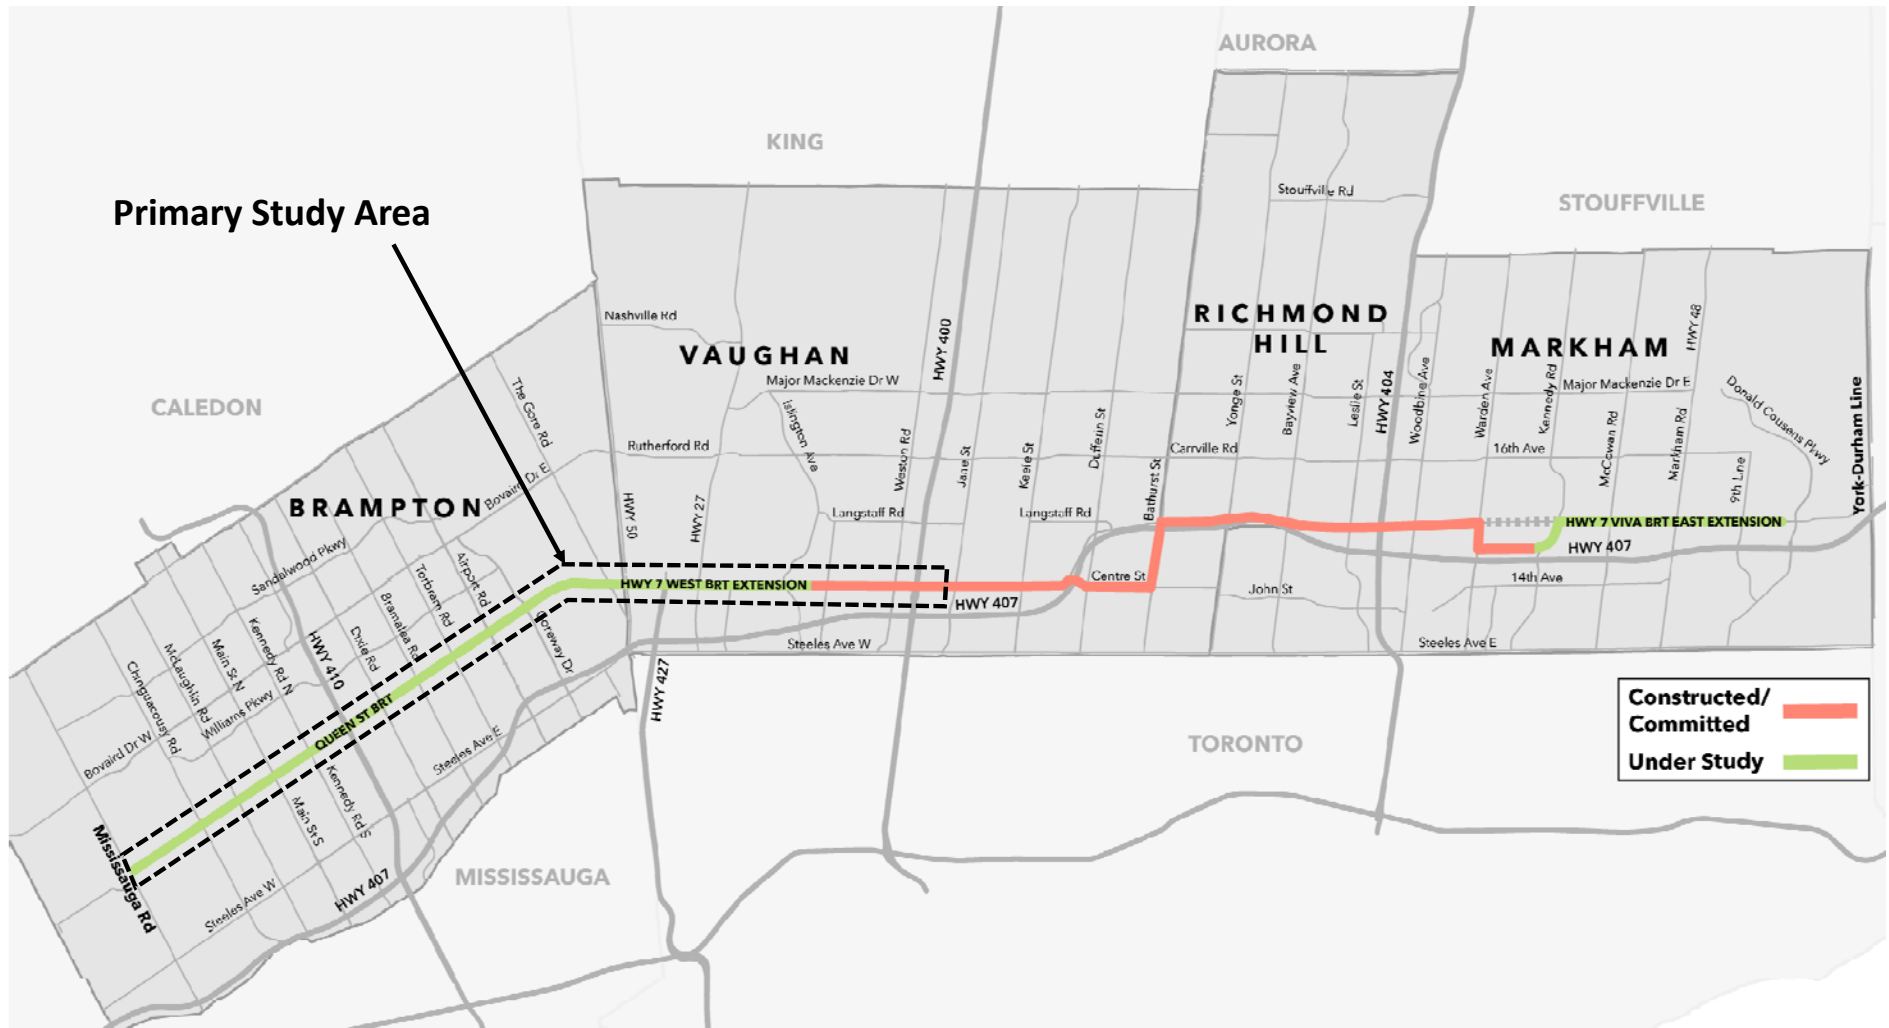 AURORA
KING
STOUFFVILLE
Stouffville Rd
Primary Study Area
RICHMOND
HILL
Nashville Rd
VAUGHAN
HWY 400
MARKHAM
HWY 48
Major Mackenzie Dr W
Major Mackenzie Dr E
CALEDON
The Gore Rd
Islington Ave
Yonge St
Bayview Ave
Leslie St
HWY 404
Woodbine Ave
Warden Ave
Kennedy Rd
McCowan Rd
Markham Rd
Donald Cousens Pkwy
York-Durham Line
Rutherford Rd
Weston Rd
Jane St
Keele St
Dufferin St
Bathurst St
Carrville Rd
16th Ave
9th Line
BRAMPTON
Bovaird Dr E
HWY 50
HWY 27
Langstaff Rd
Langstaff Rd
HWY 7 VIVA BRT EAST EXTENSION
HWY 407
Sandalwood Pkwy
Airport Rd
Torbram Rd
Bramalea Rd
Dixie Rd
HWY 7 WEST BRT EXTENSION
Centre St
John St
14th Ave
HWY 407
Goreway Dr
Steeles Ave W
Steeles Ave E
HWY 410
Kennedy Rd N
Main St N
McLaughlin Rd
Chinguacousy Rd
Williams Pkwy
HWY 427
QUEEN ST BRT
Bovaird Dr W
Steeles Ave E
TORONTO
Constructed/
Committed
Under Study
Kennedy Rd S
Main St S
Mississauga Rd
Steeles Ave W
HWY 407
MISSISSAUGA